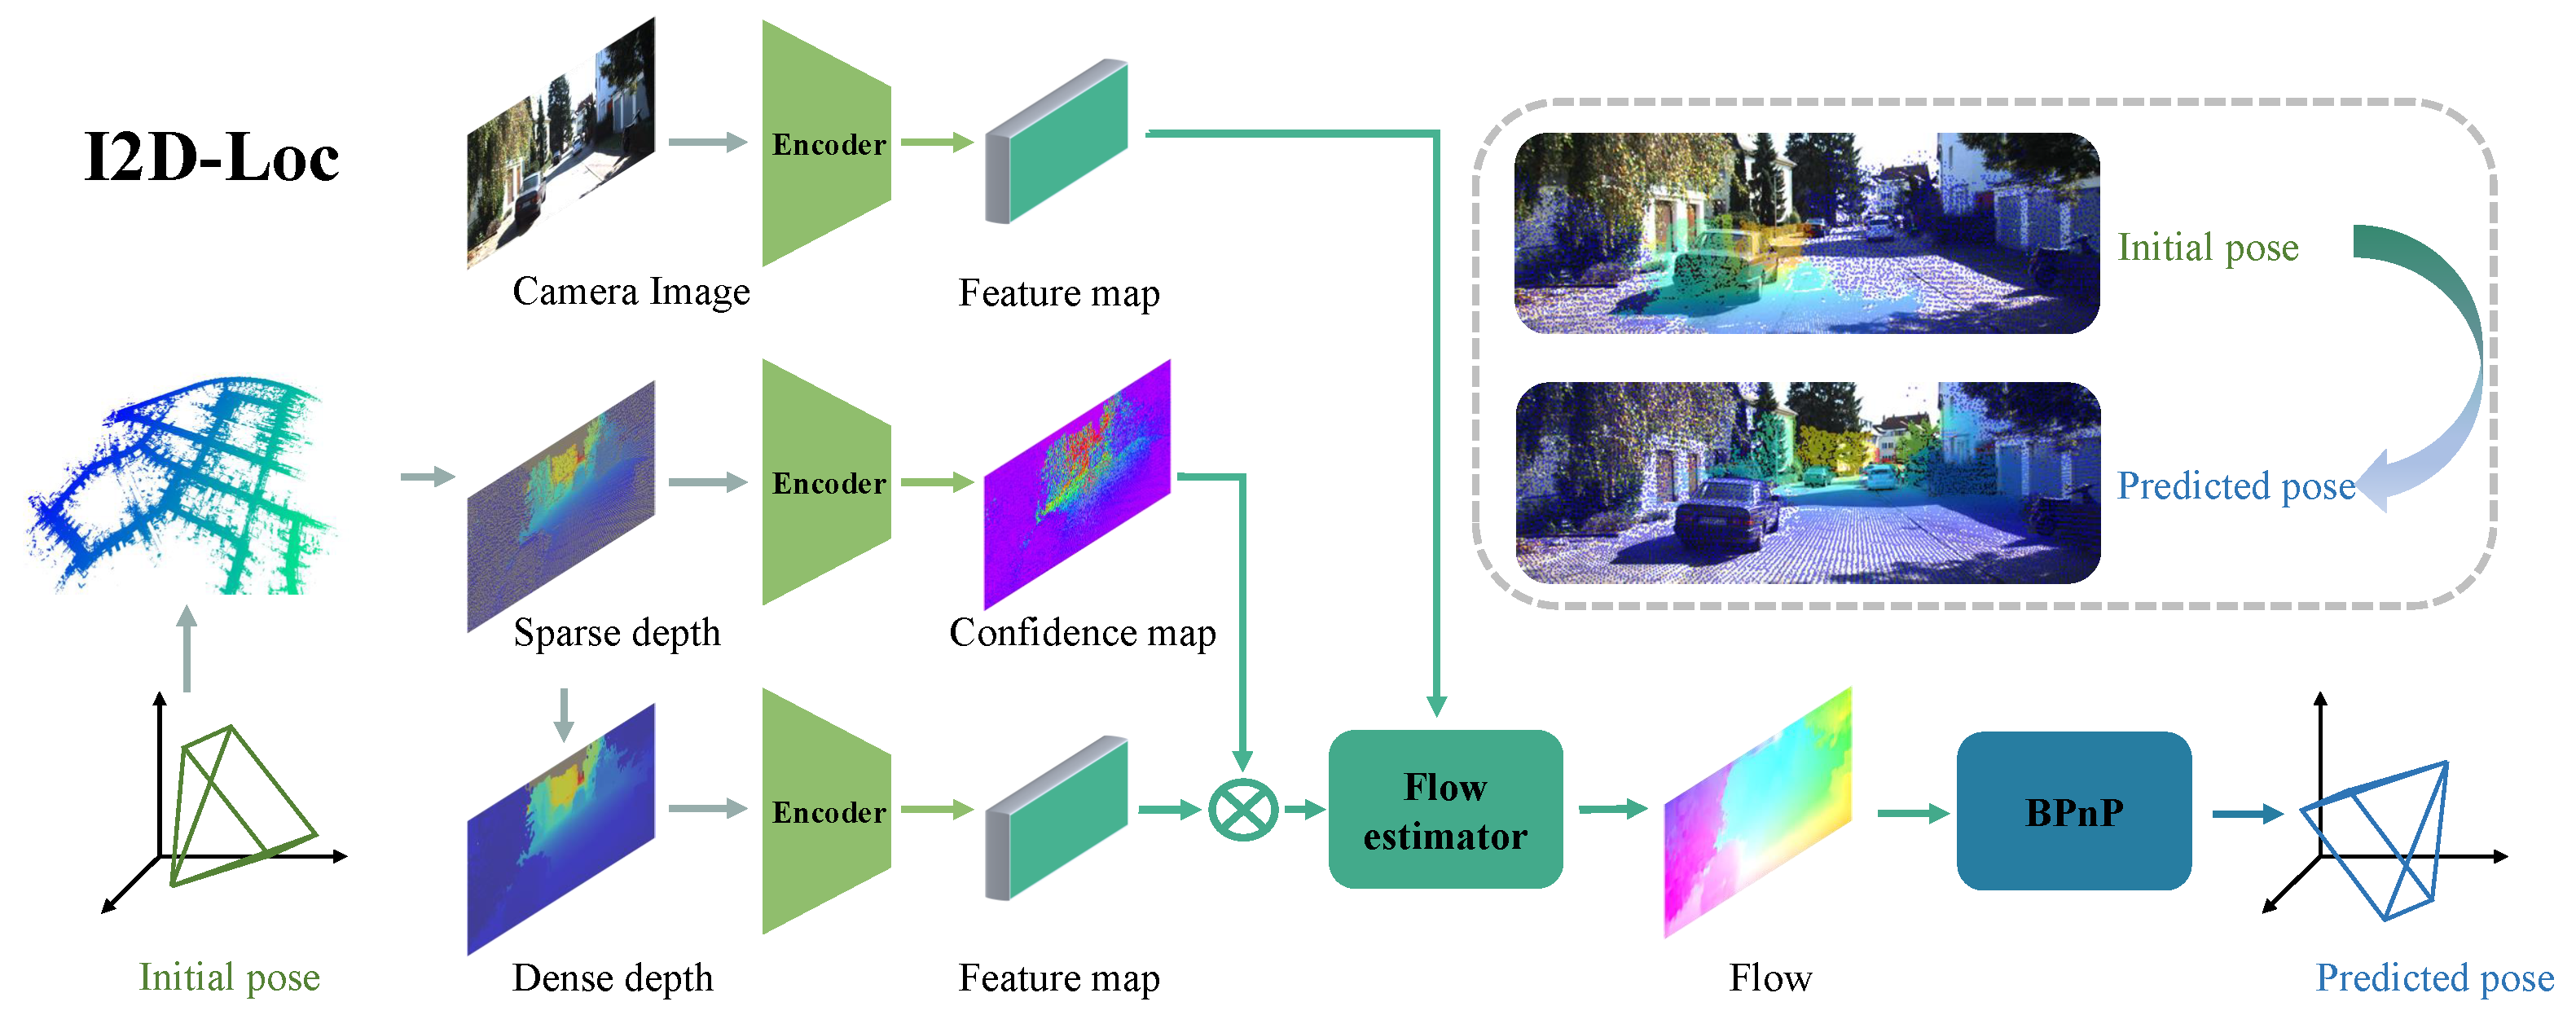 I2D-Loc
Encoder
Camera Image
Feature map
Initial pose
Predicted pose
Encoder
Sparse depth
Confidence map
Encoder
Flow
estimator
BPnP
Initial pose
Dense depth
Feature map
Flow
Predicted pose